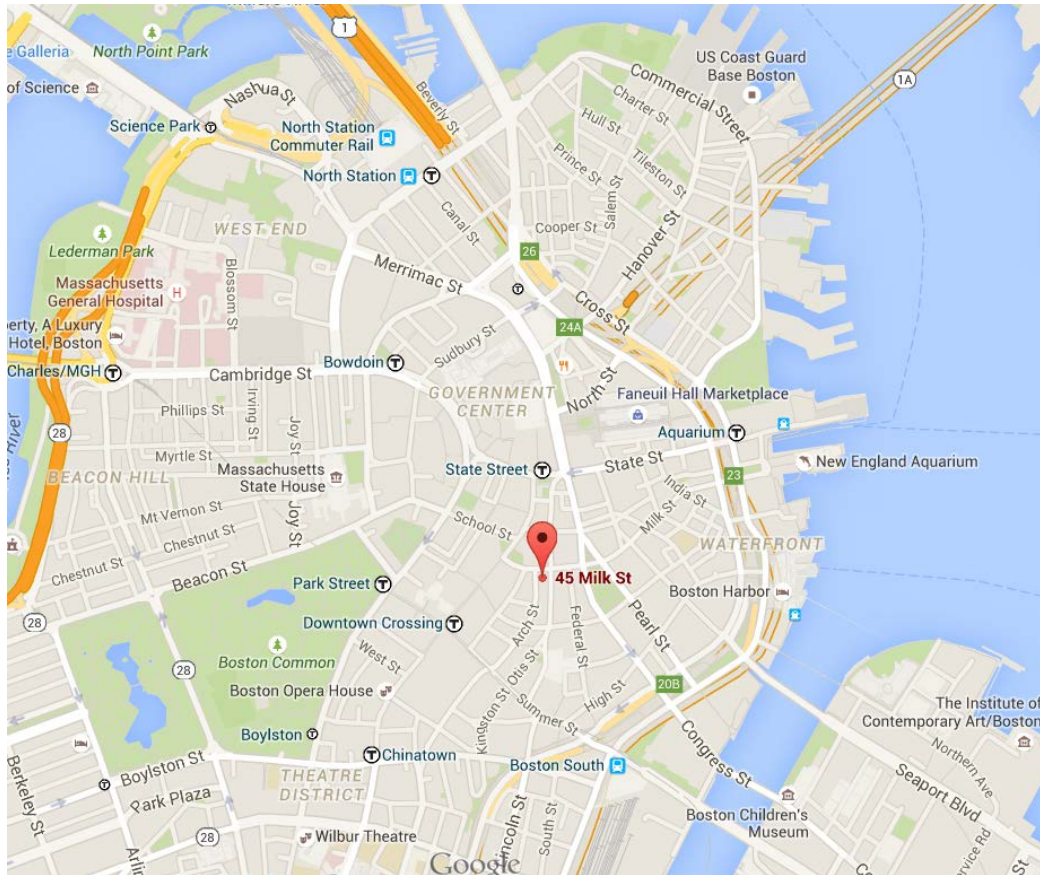 1
North Point Park
Galleria
of Science
Nashua St
Beverly St
US Coast Guard
Base Boston
1A
Commercial Street
Charter St
Hull St
Science Park
North Station
Commuter Rail
Prince St
Tileston St
North Station
Salem St
Canal St
Cooper St
Hanover St
WEST END
Lederman Park
26
Merrimac St
Massachusetts
General Hospital
H
Blossom St
Cross St
24A
perty, A Luxury
Hotel, Boston
Sudbury St
Charles/MGH
Bowdoin
Cambridge St
GOVERNMENT
CENTER
North St
Faneuil Hall Marketplace
Phillips St
Irving St
Joy St
28
Aquarium
River
Myrtle St
BEACON HILL
Massachusetts
State House
State Street
State St
New England Aquarium
23
India St
Mt Vernon St
Joy St
School St
Milk St
Chestnut St
WATERFRONT
Chestnut St
Beacon St
Park Street
45 Milk St
Boston Harbor
28
Downtown Crossing
Arch St
Federal St
Pearl St
Boston Common
West St
28
Otis St
Boston Opera House
20B
High St
Kingston St
Summer St
The Institute of
Contemporary Art/Boston
Boylston
Chinatown
Boston South
Congress St
Northern Ave
Boylston St
Berkeley St
THEATRE
DISTRICT
Park Plaza
Seaport Blvd
Boston Children's
Museum
28
Wilbur Theatre
Lincoln St
South St
Service Rd
Arli
Google
Co